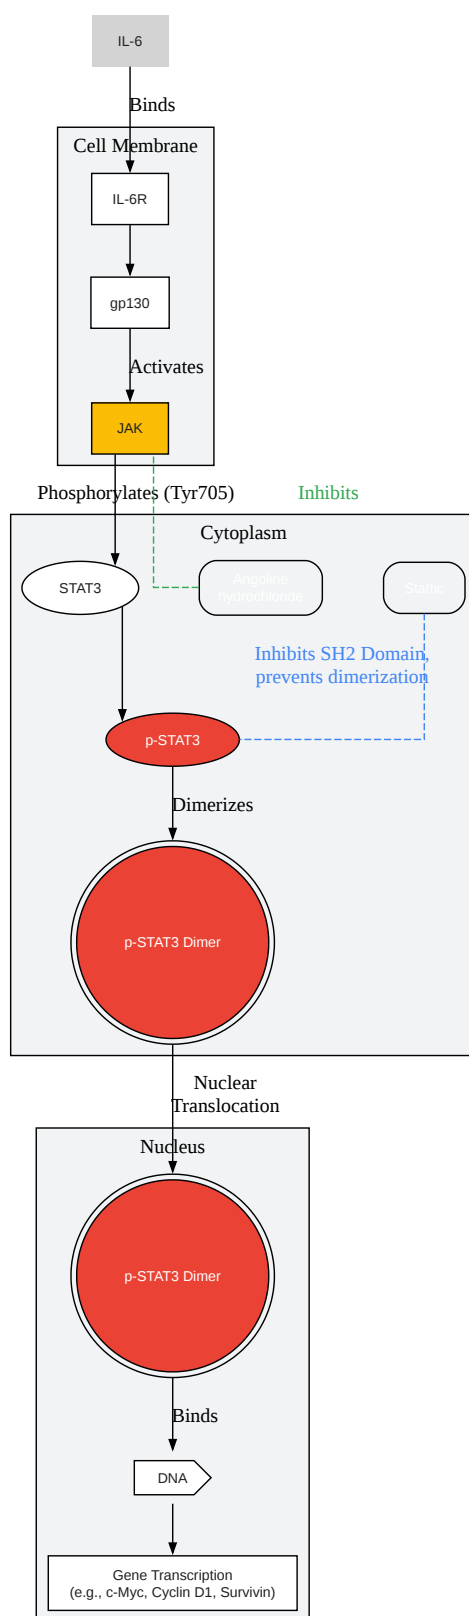 IL-6
Binds
Cell Membrane
IL-6R
gp130
Activates
JAK
Phosphorylates (Tyr705)
Inhibits
Cytoplasm
STAT3
Angoline
hydrochloride
Stattic
Inhibits SH2 Domain,
prevents dimerization
p-STAT3
Dimerizes
p-STAT3 Dimer
Nuclear
Translocation
Nucleus
p-STAT3 Dimer
Binds
DNA
Gene Transcription
(e.g., c-Myc, Cyclin D1, Survivin)